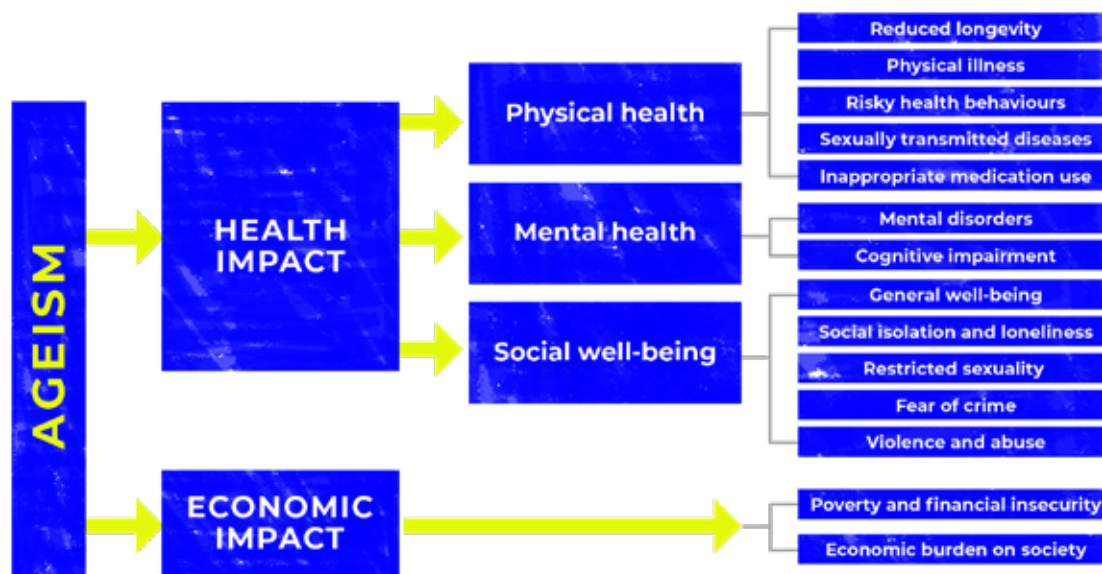 AGEISM
HEALTH
IMPACT
Physical health
Reduced longevity
Physical illness
Risky health behaviours
Sexually transmitted diseases
Inappropriate medication use
Mental health
Mental disorders
Cognitive impairment
Social well-being
General well-being
Social isolation and loneliness
Restricted sexuality
Fear of crime
Violence and abuse
ECONOMIC
IMPACT
Poverty and financial insecurity
Economic burden on society